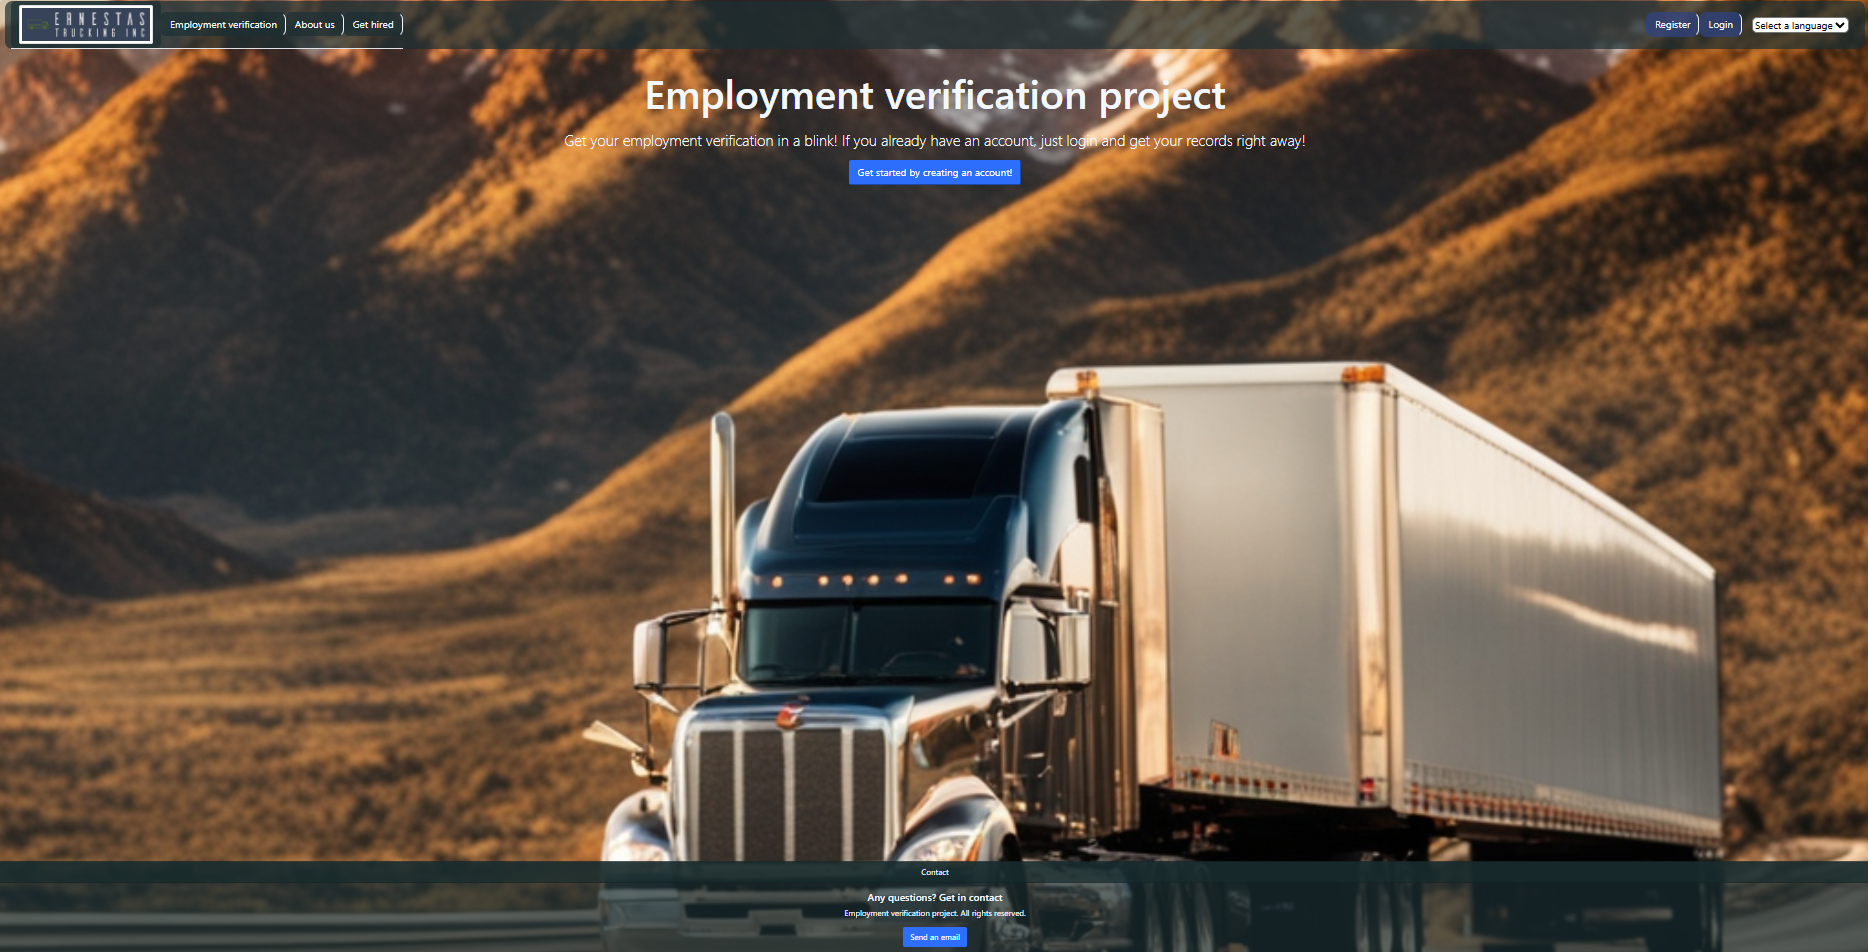 ERNESTAS
TRUCKING INC
Employment verification
About us
Get hired
Register
Login
Select a language
Employment verification project
Get your employment verification in a blink! If you already have an account, just login and get your records right away!
Get started by creating an account!
Contact
Any questions? Get in contact
Employment verification project. All rights reserved.
Send an email